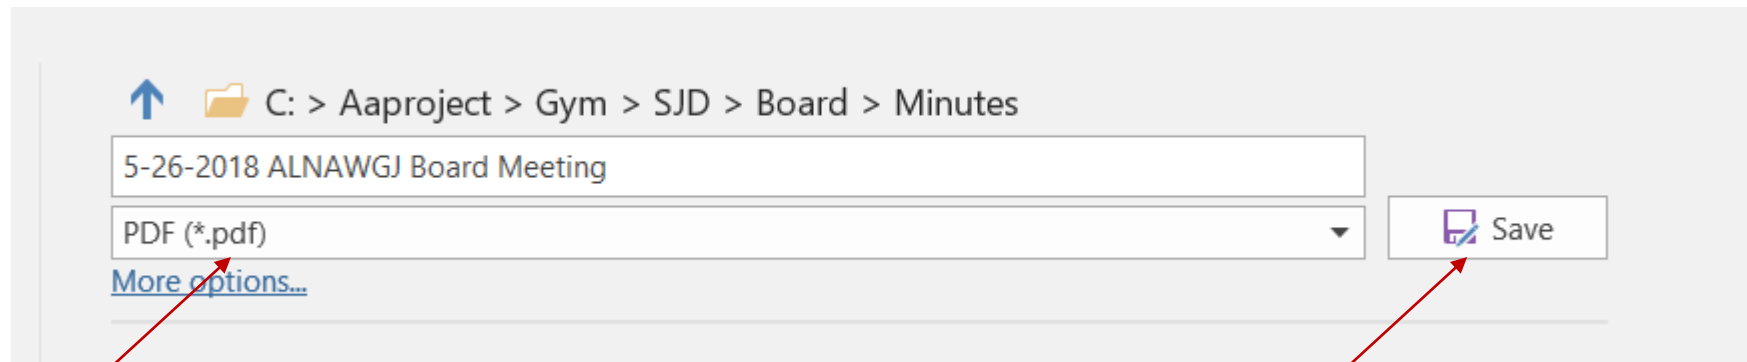 C: > Aaproject > Gym > SJD > Board > Minutes
5-26-2018 ALNAWGJ Board Meeting
PDF (*.pdf)
Save
More options...